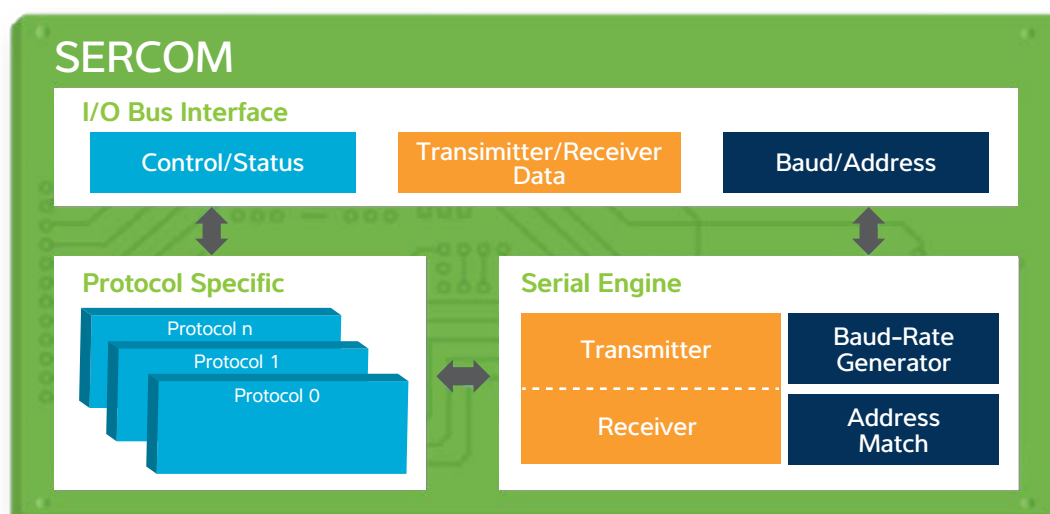 SERCOM
I/O Bus Interface
Control/Status
Transimitter/Receiver
Data
Baud/Address
Protocol Specific
Protocol n
Protocol 1
Protocol 0
Serial Engine
Transmitter
Receiver
Baud-Rate
Generator
Address
Match